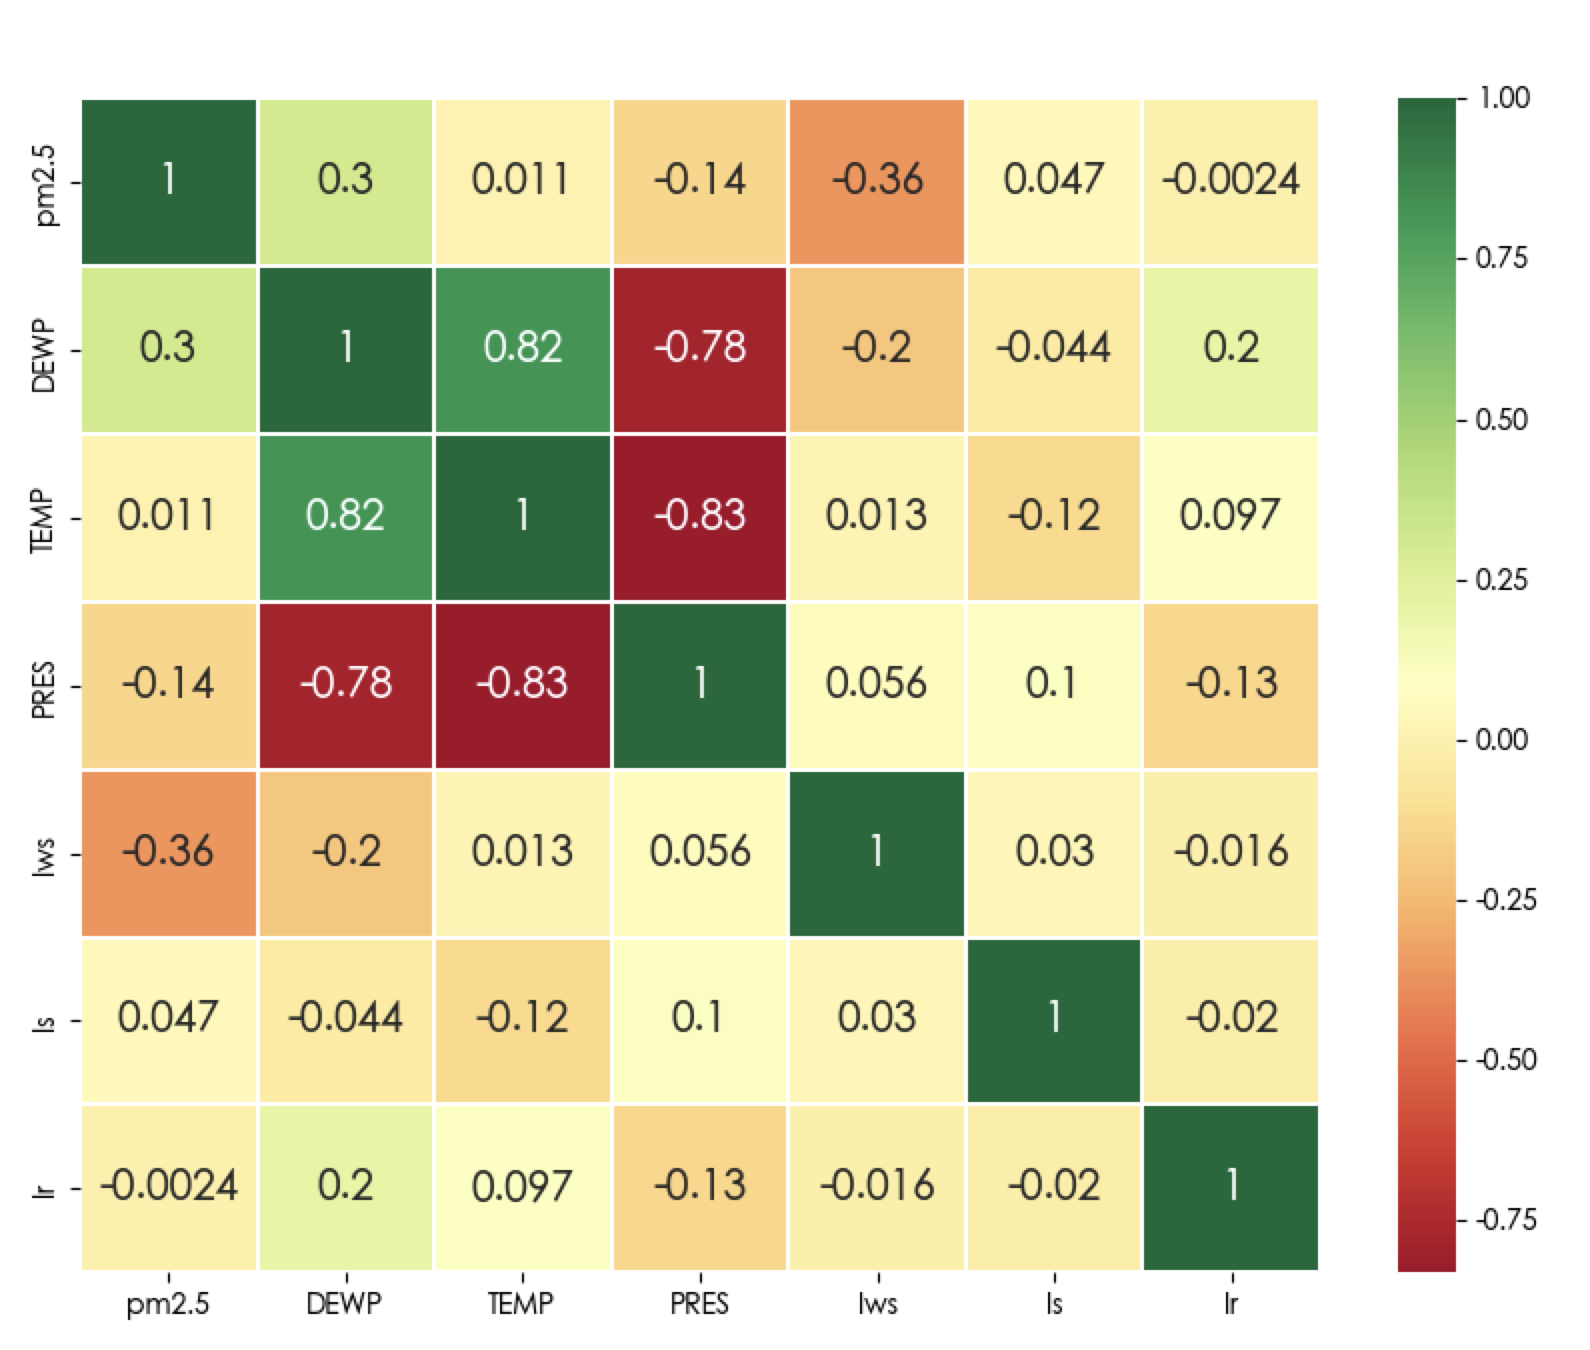 1.00
pm2.5 1 0.3 0.011 -0.14 -0.36 0.047 -0.0024
0.75
DEWP 0.3 1 0.82 -0.78 -0.2 -0.044 0.2
0.50
TEMP 0.011 0.82 1 -0.83 0.013 -0.12 0.097
0.25
PRES -0.14 -0.78 -0.83 1 0.056 0.1 -0.13
0.00
Iws -0.36 -0.2 0.013 0.056 1 0.03 -0.016
-0.25
Is 0.047 -0.044 -0.12 0.1 0.03 1 -0.02
-0.50
Ir -0.0024 0.2 0.097 -0.13 -0.016 -0.02 1
-0.75
pm2.5 DEWP TEMP PRES Iws Is Ir